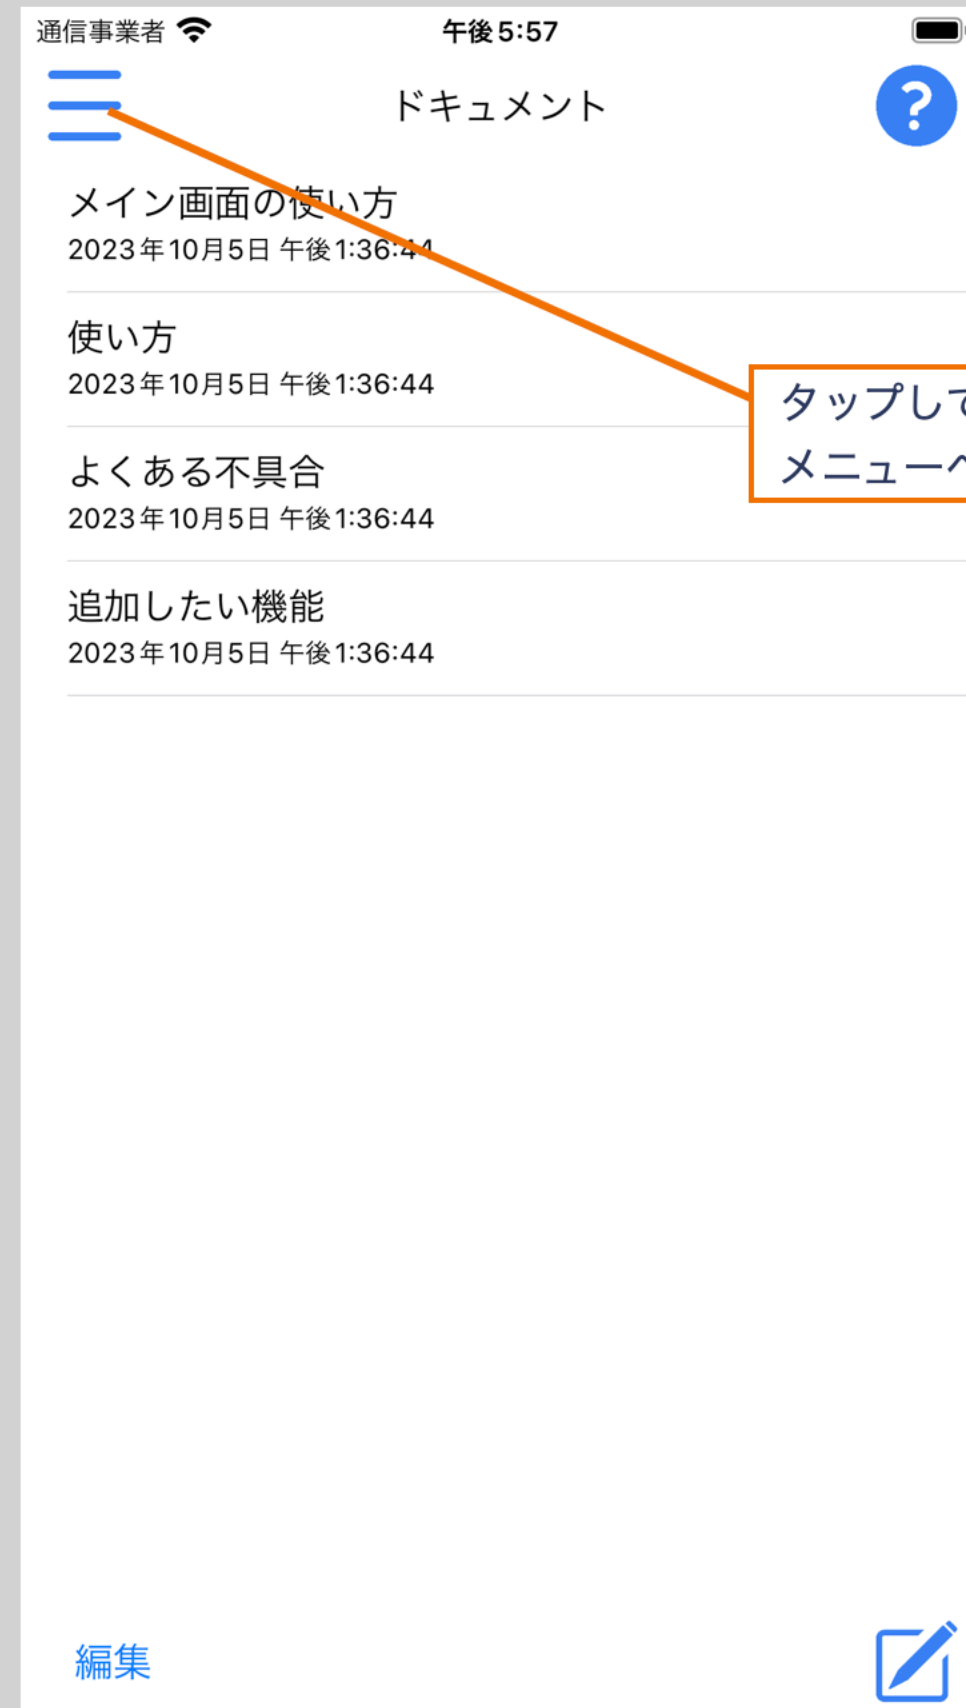 通信事業者 午後5:57
ドキュメント
?
メイン画面の使い方
2023年10月5日 午後1:36:44
使い方
2023年10月5日 午後1:36:44
タップして
メニューへ
よくある不具合
2023年10月5日 午後1:36:44
追加したい機能
2023年10月5日 午後1:36:44
編集